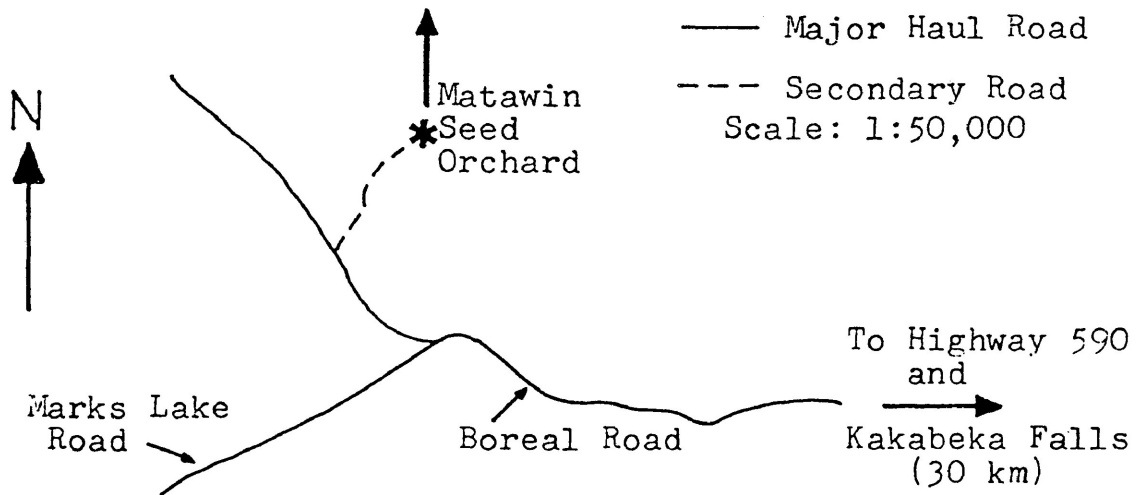 Major Haul Road
Secondary Road
Scale: 1:50,000
N
Matawin
Seed
Orchard
To Highway 590
and
Kakabeka Falls
(30 km)
Marks Lake
Road
Boreal Road